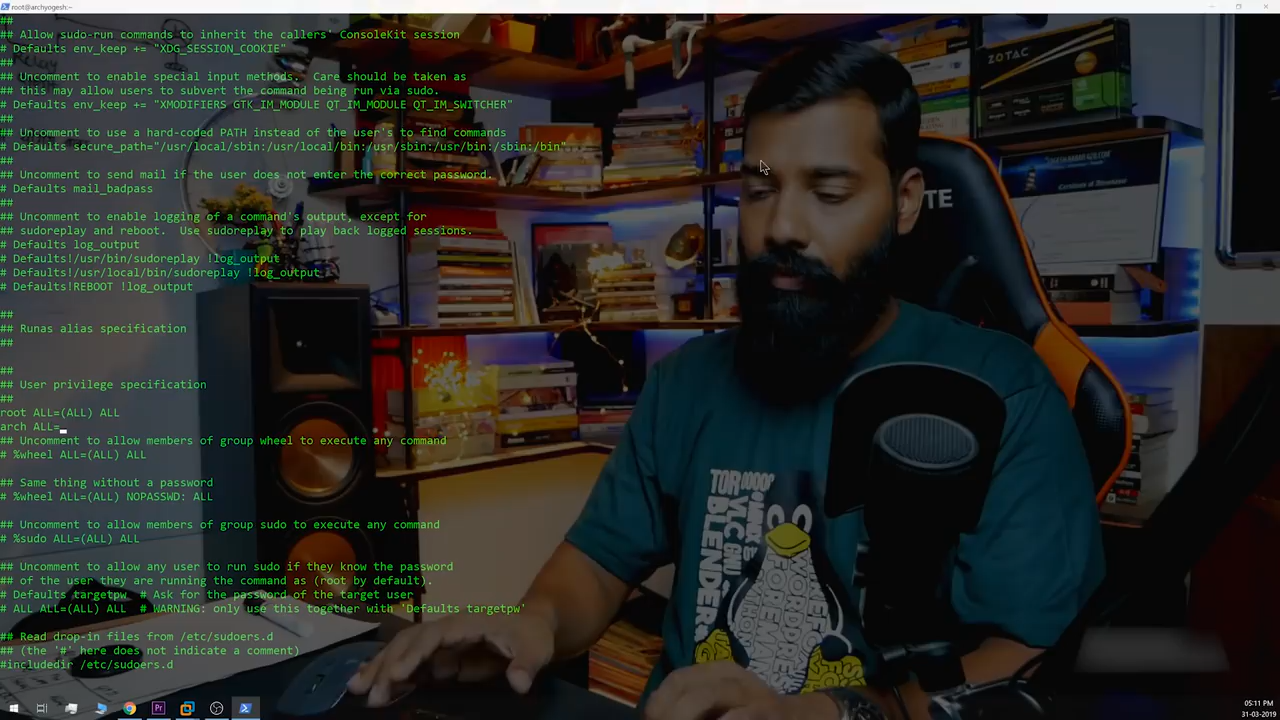 root@archyogesh:~
##
## Allow sudo-run commands to inherit the callers' ConsoleKit session
# Defaults env_keep += "XDG_SESSION_COOKIE"
##
## Uncomment to enable special input methods.  Care should be taken as
## this may allow users to subvert the command being run via sudo.
# Defaults env_keep += "XMODIFIERS GTK_IM_MODULE QT_IM_MODULE QT_IM_SWITCHER"
##
## Uncomment to use a hard-coded PATH instead of the user's to find commands
# Defaults secure_path="/usr/local/sbin:/usr/local/bin:/usr/sbin:/usr/bin:/sbin:/bin"
##
## Uncomment to send mail if the user does not enter the correct password.
# Defaults mail_badpass
##
## Uncomment to enable logging of a command's output, except for
## sudoreplay and reboot.  Use sudoreplay to play back logged sessions.
# Defaults log_output
# Defaults!/usr/bin/sudoreplay !log_output
# Defaults!/usr/local/bin/sudoreplay !log_output
# Defaults!REBOOT !log_output
##
## Runas alias specification
##
##
## User privilege specification
##
root ALL=(ALL) ALL
arch ALL=
## Uncomment to allow members of group wheel to execute any command
# %wheel ALL=(ALL) ALL
## Same thing without a password
# %wheel ALL=(ALL) NOPASSWD: ALL
## Uncomment to allow members of group sudo to execute any command
# %sudo ALL=(ALL) ALL
## Uncomment to allow any user to run sudo if they know the password
## of the user they are running the command as (root by default).
# Defaults targetpw  # Ask for the password of the target user
# ALL ALL=(ALL) ALL  # WARNING: only use this together with 'Defaults targetpw'
## Read drop-in files from /etc/sudoers.d
## (the '#' here does not indicate a comment)
#includedir /etc/sudoers.d
ZOTAC
TE
BLENDER
Pr
05:11 PM
31-03-2019